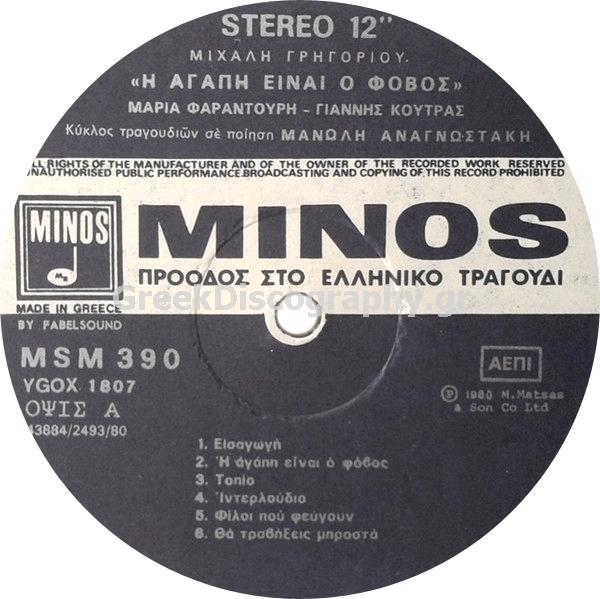 STEREO 12"
ΜΙΧΑΛΗ ΓΡΗΓΟΡΙΟΥ
«Η ΑΓΑΠΗ ΕΙΝΑΙ Ο ΦΟΒΟΣ»
ΜΑΡΙΑ ΦΑΡΑΝΤΟΥΡΗ - ΓΙΑΝΝΗΣ ΚΟΥΤΡΑΣ
Κύκλος τραγουδιῶν σὲ ποίηση ΜΑΝΩΛΗ ΑΝΑΓΝΩΣΤΑΚΗ
ALL RIGHTS OF THE MANUFACTURER AND OF THE OWNER OF THE RECORDED WORK RESERVED
UNAUTHORISED PUBLIC PERFORMANCE.BROADCASTING AND COPYING OF THIS RECORD PROHIBITED
MINOS
MINOS
ΠΡΟΟΔΟΣ ΣΤΟ ΕΛΛΗΝΙΚΟ ΤΡΑΓΟΥΔΙ
GreekDiscography.gr
MADE IN GREECE
BY FABELSOUND
MSM 390
YGOX 1807
ΟΨΙΣ Α
43884/2493/80
ΑΕΠΙ
℗ 1980 M.Matsas
& Son Co Ltd
1. Εἰσαγωγή
2. Ἡ ἀγάπη εἶναι ὁ φόβος
3. Τοπίο
4. Ἰντερλούδιο
5. Φίλοι πού φεύγουν
6. Θά τραβήξεις μπροστά